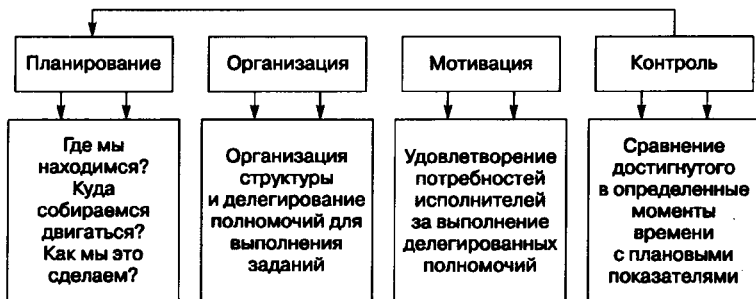 Планирование
Организация
Мотивация
Контроль
Где мы
находимся?
Куда
собираемся
двигаться?
Как мы это
сделаем?
Организация
структуры
и делегирование
полномочий для
выполнения
заданий
Удовлетворение
потребностей
исполнителей
за выполнение
делегированных
полномочий
Сравнение
достигнутого
в определенные
моменты
времени
с плановыми
показателями